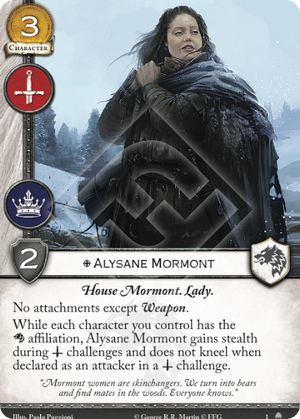 3
CHARACTER
2
ALYSANE MORMONT
House Mormont. Lady.
No attachments except Weapon.
While each character you control has the
affiliation, Alysane Mormont gains stealth
during challenges and does not kneel when
declared as an attacker in a challenge.
"Mormont women are skinchangers. We turn into bears
and find mates in the woods. Everyone knows."
Illus. Paolo Puggioni © George R.R. Martin © FFG